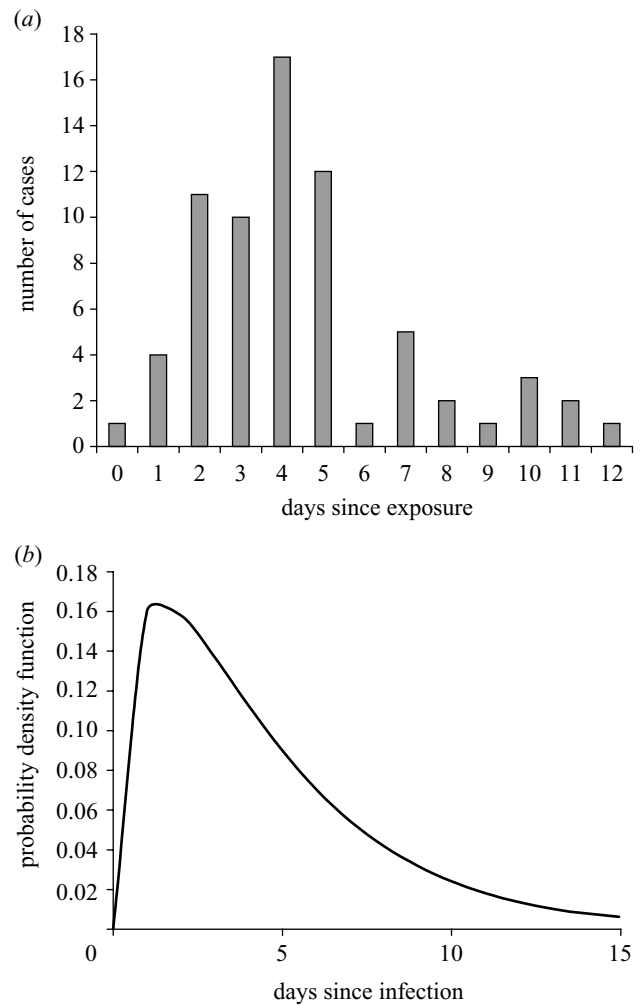 (a)
18
16
14
12
10
8
6
4
2
0
number of cases
0 1 2 3 4 5 6 7 8 9 10 11 12
days since exposure
(b)
0.18
0.16
0.14
0.12
0.10
0.08
0.06
0.04
0.02
probability density function
0 5 10 15
days since infection